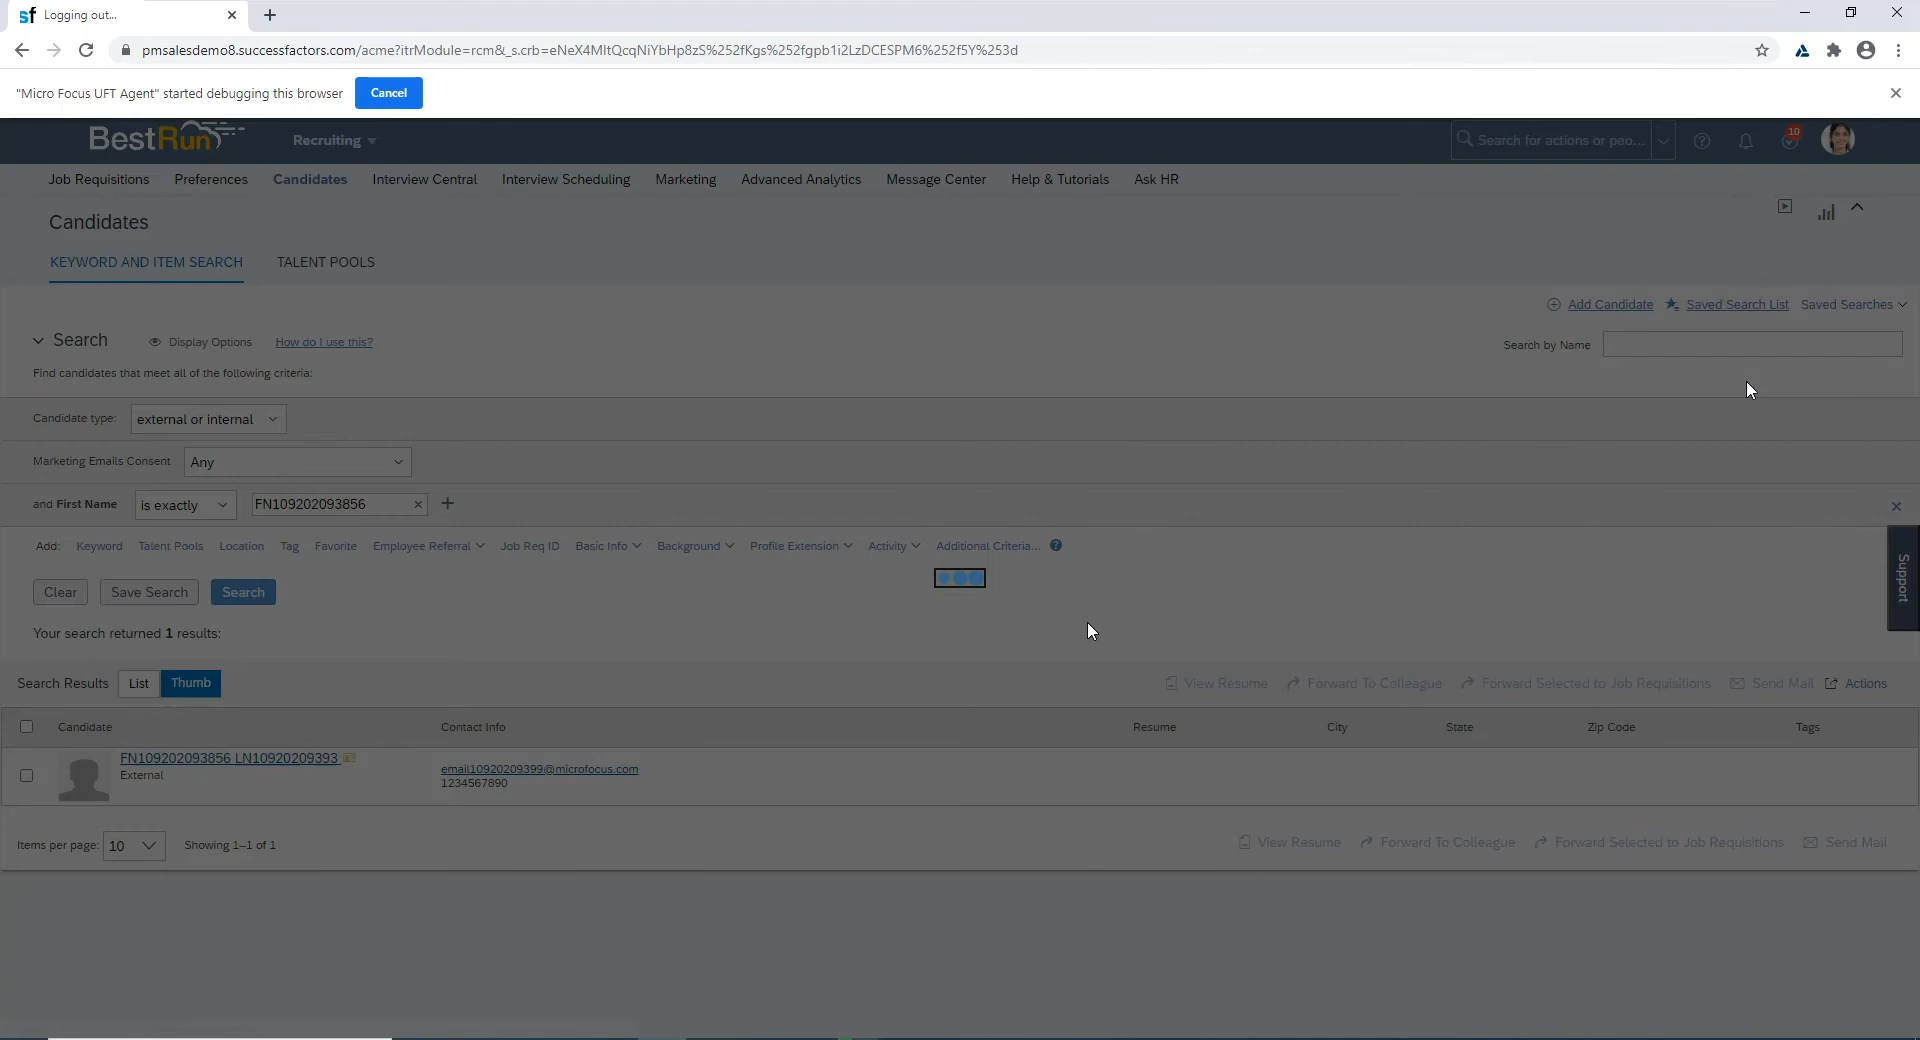 Logging out...
pmsalesdemo8.successfactors.com/acme?itrModule=rcm&_s.crb=eNeX4MItQcqNiYbHp8zS%252fKgs%252fgpb1i2LzDCESPM6%252f5Y%253d
"Micro Focus UFT Agent" started debugging this browser Cancel
BestRun Recruiting Search for actions or peo... 10
Job Requisitions Preferences Candidates Interview Central Interview Scheduling Marketing Advanced Analytics Message Center Help & Tutorials Ask HR
Candidates
KEYWORD AND ITEM SEARCH TALENT POOLS
Add Candidate Saved Search List Saved Searches
Search Display Options How do I use this? Search by Name
Find candidates that meet all of the following criteria:
Candidate type: external or internal
Marketing Emails Consent Any
and First Name is exactly FN109202093856
Add: Keyword Talent Pools Location Tag Favorite Employee Referral Job Req ID Basic Info Background Profile Extension Activity Additional Criteria...
Support
Clear Save Search Search
Your search returned 1 results:
Search Results List Thumb View Resume Forward To Colleague Forward Selected to Job Requisitions Send Mail Actions
Candidate Contact Info Resume City State Zip Code Tags
FN109202093856 LN10920209393
External
email10920209399@microfocus.com
1234567890
Items per page: 10 Showing 1–1 of 1 View Resume Forward To Colleague Forward Selected to Job Requisitions Send Mail